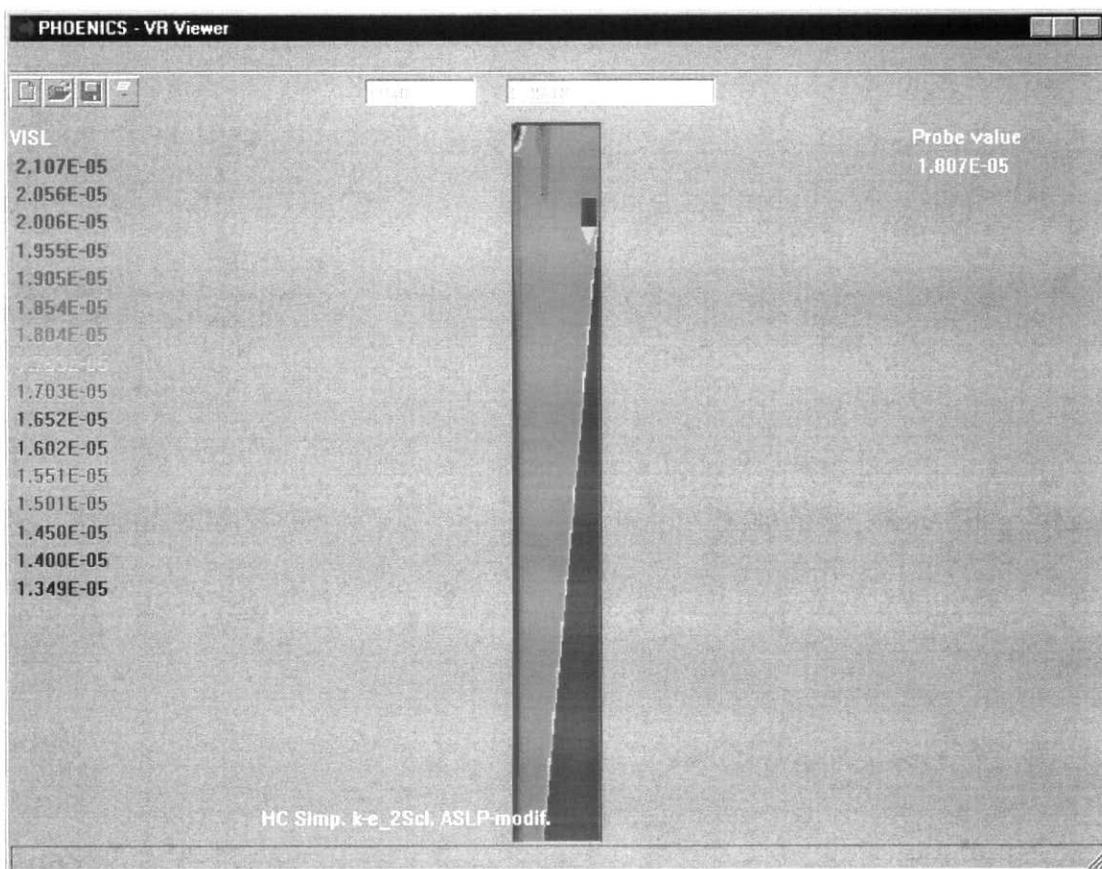 PHOENICS - VR Viewer
VISL
2.107E-05
2.056E-05
2.006E-05
1.955E-05
1.905E-05
1.854E-05
1.804E-05
1.703E-05
1.652E-05
1.602E-05
1.551E-05
1.501E-05
1.450E-05
1.400E-05
1.349E-05
Probe value
1.807E-05
HC Simp. k-e_2Scl, ASLP-modif.